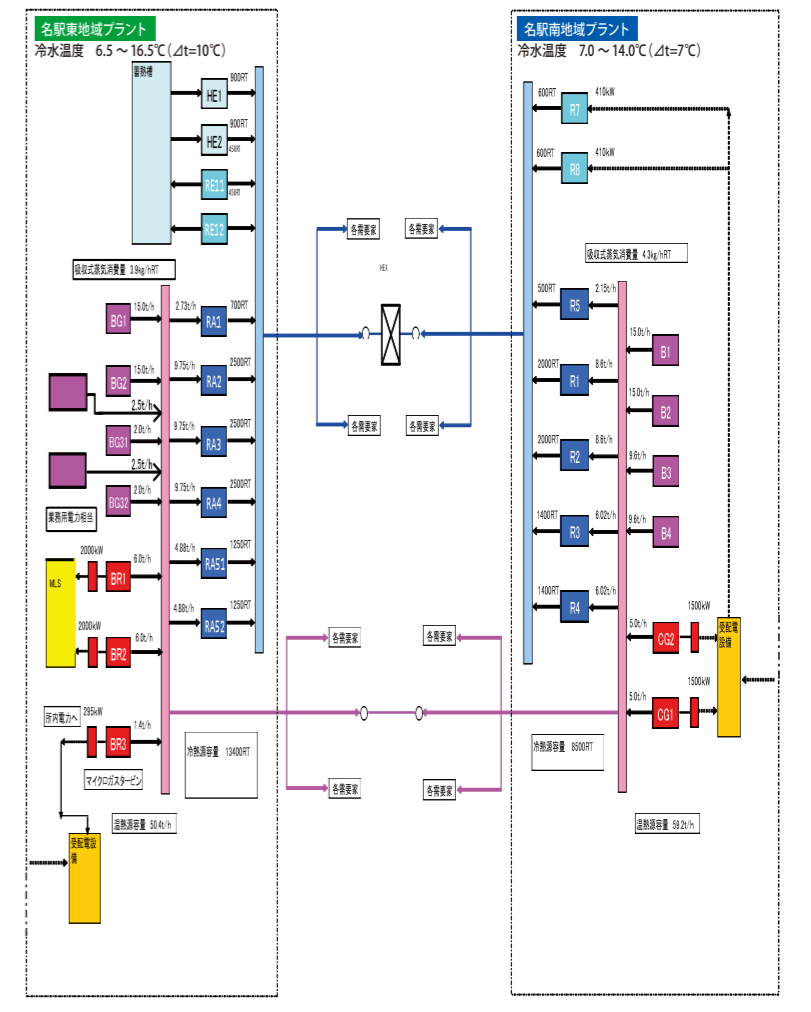 名駅東地域プラント
冷水温度　6.5 ～ 16.5℃（⊿t=10℃）
蓄熱槽
900RT
HE1
900RT
HE2
450RT
RE11
450RT
RE12
吸収式蒸気消費量 3.9kg/hRT
15.0t/h
BG1
2.73t/h
RA1
700RT
15.0t/h
BG2
9.75t/h
RA2
2500RT
2.5t/h
2.0t/h
BG31
9.75t/h
RA3
2500RT
2.5t/h
2.0t/h
BG32
9.75t/h
RA4
2500RT
業務用電力相当
MLS
2000kW
BR1
6.0t/h
4.88t/h
RA51
1250RT
2000kW
BR2
6.0t/h
4.88t/h
RA52
1250RT
所内電力へ
295kW
BR3
1.4t/h
マイクロガスタービン
冷熱源容量　13400RT
温熱源容量 50.4t/h
受配電設
備
各需要家
各需要家
HEX
各需要家
各需要家
各需要家
各需要家
各需要家
各需要家
名駅南地域プラント
冷水温度　7.0 ～ 14.0℃（⊿t=7℃）
600RT
R7
410kW
600RT
R8
410kW
吸収式蒸気消費量　4.3kg/hRT
500RT
R5
2.15t/h
15.0t/h
B1
2000RT
R1
8.6t/h
15.0t/h
B2
2000RT
R2
8.6t/h
9.6t/h
B3
1400RT
R3
6.02t/h
9.6t/h
B4
1400RT
R4
6.02t/h
5.0t/h
CG2
1500kW
受配電
設備
5.0t/h
CG1
1500kW
冷熱源容量　8500RT
温熱源容量　59.2t/h